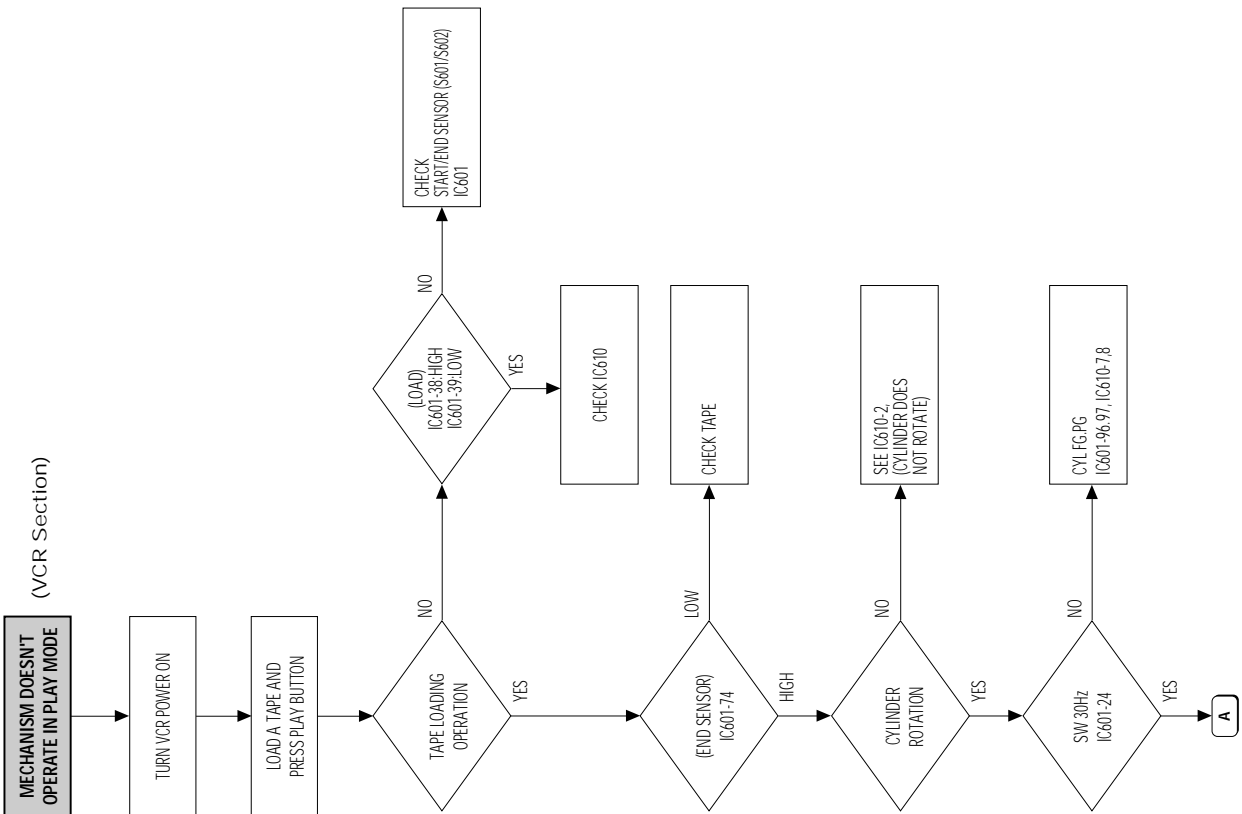 MECHANISM DOESN'T
OPERATE IN PLAY MODE
(VCR Section)
TURN VCR POWER ON
LOAD A TAPE AND
PRESS PLAY BUTTON
TAPE LOADING
OPERATION
NO
YES
(LOAD)
IC601-38:HIGH
IC601-39:LOW
NO
YES
CHECK
START/END SENSOR (S601/S602)
IC601
CHECK IC610
(END SENSOR)
IC601-74
LOW
HIGH
CHECK TAPE
CYLINDER
ROTATION
NO
YES
SEE IC610-2,
(CYLINDER DOES
NOT ROTATE)
SW 30Hz
IC601-24
NO
YES
CYL FG.PG
IC601-96.97, IC610-7,8
A